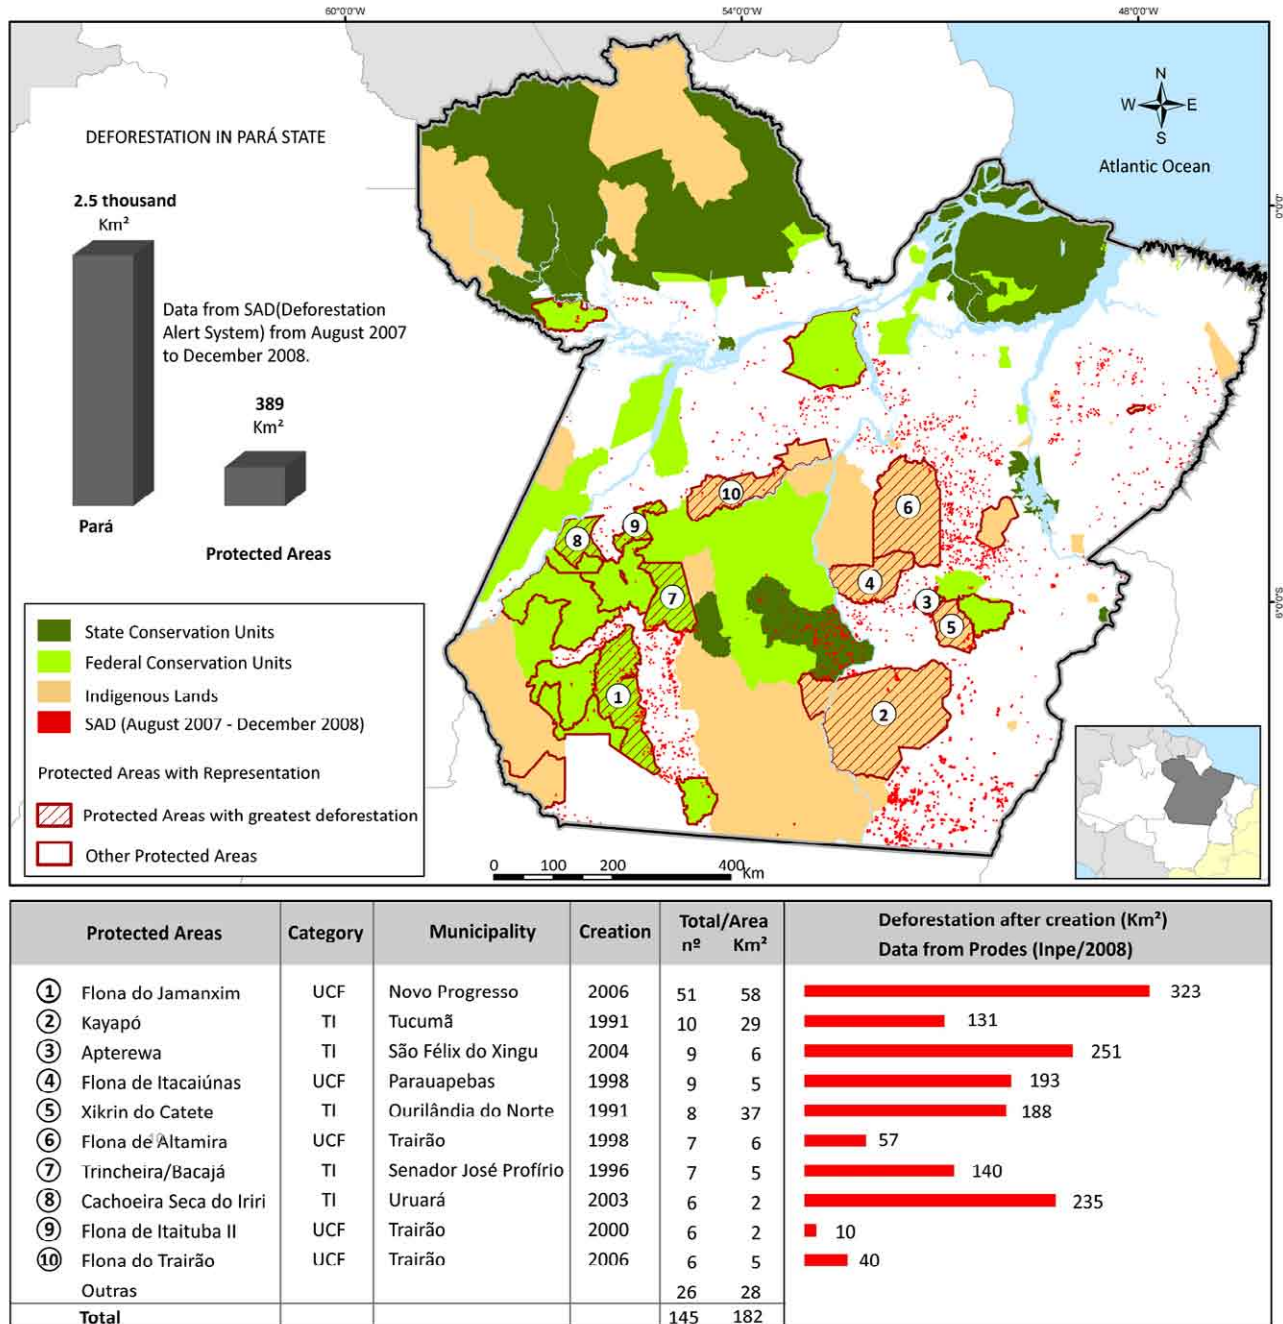 60°0'0"W
54°0'0"W
48°0'0"W
N
W E
S
Atlantic Ocean
0°0'0"
6°0'0"S
DEFORESTATION IN PARÁ STATE
2.5 thousand
Km²
Data from SAD(Deforestation
Alert System) from August 2007
to December 2008.
389
Km²
Pará
Protected Areas
10
6
9
8
4
7
3
5
1
2
State Conservation Units
Federal Conservation Units
Indigenous Lands
SAD (August 2007 - December 2008)
Protected Areas with Representation
Protected Areas with greatest deforestation
Other Protected Areas
0 100 200 400 Km
Protected Areas Category Municipality Creation Total/Area Deforestation after creation (Km²)
nº Km² Data from Prodes (Inpe/2008)
1 Flona do Jamanxim UCF Novo Progresso 2006 51 58 323
2 Kayapó TI Tucumã 1991 10 29 131
3 Apterewa TI São Félix do Xingu 2004 9 6 251
4 Flona de Itacaiúnas UCF Parauapebas 1998 9 5 193
5 Xikrin do Catete TI Ourilândia do Norte 1991 8 37 188
6 Flona de Altamira UCF Trairão 1998 7 6 57
7 Trincheira/Bacajá TI Senador José Profírio 1996 7 5 140
8 Cachoeira Seca do Iriri TI Uruará 2003 6 2 235
9 Flona de Itaituba II UCF Trairão 2000 6 2 10
10 Flona do Trairão UCF Trairão 2006 6 5 40
Outras 26 28
Total 145 182